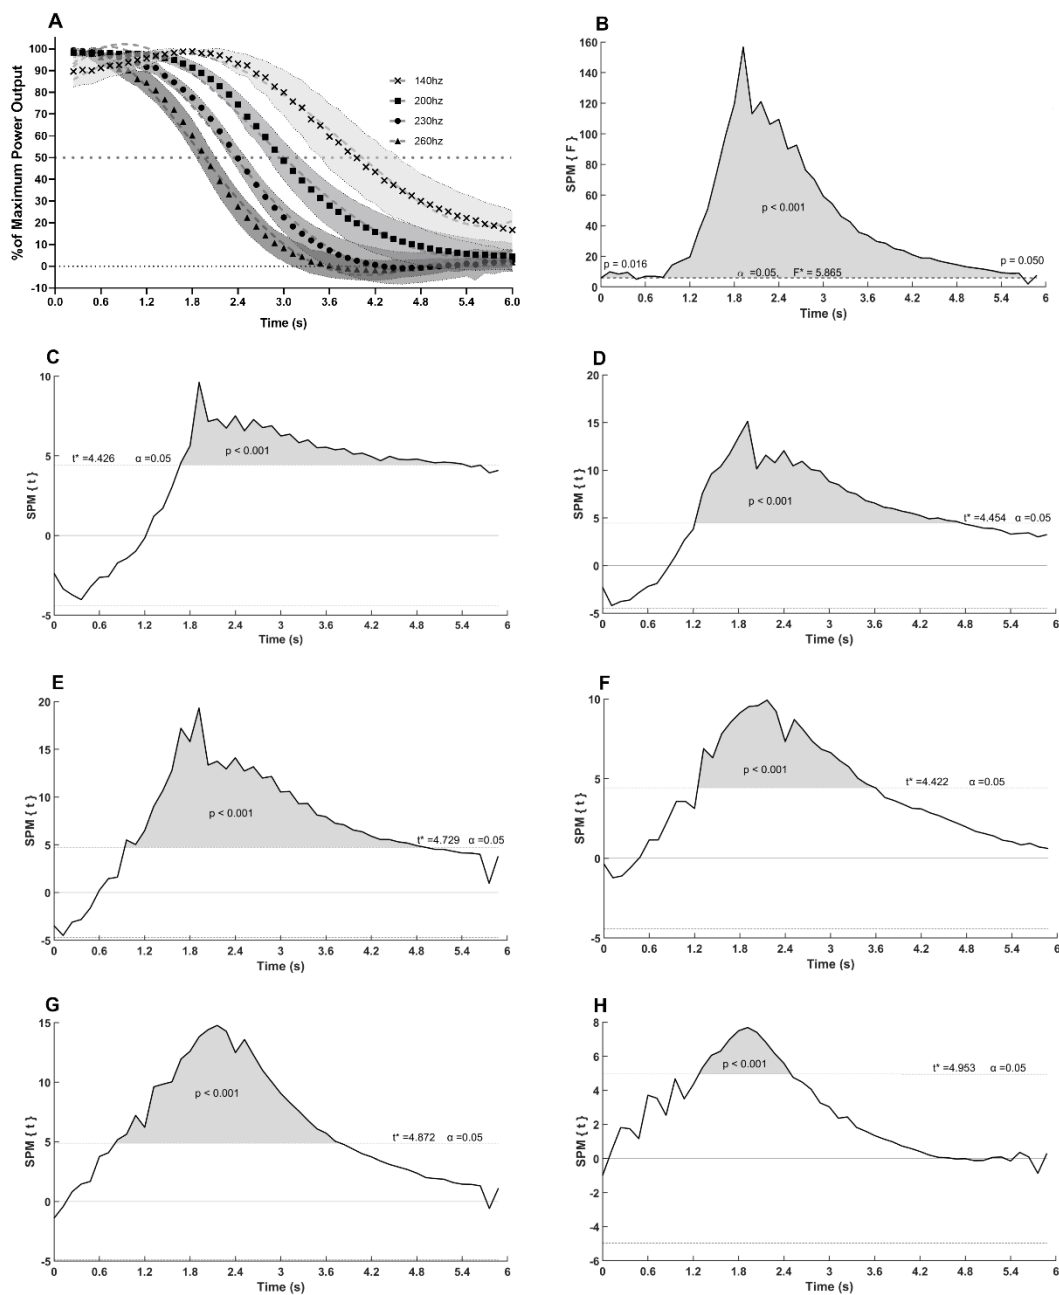 A
%of Maximum Power Output
100
90
80
70
60
50
40
30
20
10
0
-10
140hz
200hz
230hz
260hz
0.0 0.6 1.2 1.8 2.4 3.0 3.6 4.2 4.8 5.4 6.0
Time (s)
B
SPM { F }
160
140
120
100
80
60
40
20
0
p < 0.001
p = 0.016
p = 0.050
α =0.05, F* = 5.865
0 0.6 1.2 1.8 2.4 3 3.6 4.2 4.8 5.4 6
Time (s)
C
SPM { t }
10
5
0
-5
t* =4.426 α =0.05
p < 0.001
0 0.6 1.2 1.8 2.4 3 3.6 4.2 4.8 5.4 6
Time (s)
D
SPM { t }
20
15
10
5
0
-5
p < 0.001
t* =4.454 α =0.05
0 0.6 1.2 1.8 2.4 3 3.6 4.2 4.8 5.4 6
Time (s)
E
SPM { t }
20
15
10
5
0
-5
p < 0.001
t* =4.729 α =0.05
0 0.6 1.2 1.8 2.4 3 3.6 4.2 4.8 5.4 6
Time (s)
F
SPM { t }
10
5
0
-5
p < 0.001
t* =4.422 α =0.05
0 0.6 1.2 1.8 2.4 3 3.6 4.2 4.8 5.4 6
Time (s)
G
SPM { t }
15
10
5
0
-5
p < 0.001
t* =4.872 α =0.05
0 0.6 1.2 1.8 2.4 3 3.6 4.2 4.8 5.4 6
Time (s)
H
SPM { t }
8
6
4
2
0
-2
-4
-6
p < 0.001
t* =4.953 α =0.05
0 0.6 1.2 1.8 2.4 3 3.6 4.2 4.8 5.4 6
Time (s)